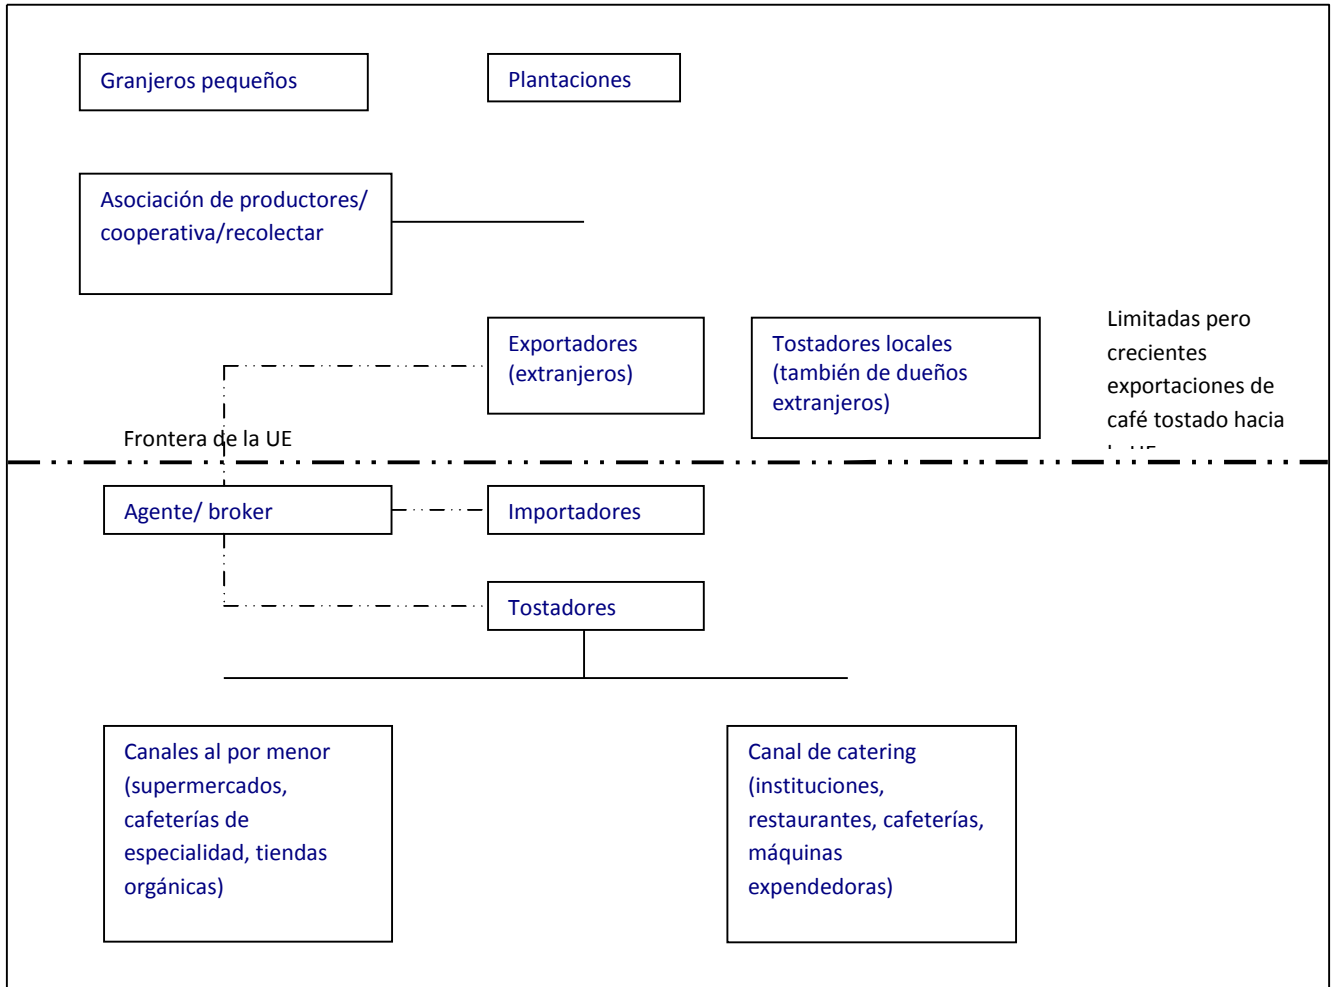 Granjeros pequeños
Plantaciones
Asociación de productores/
cooperativa/recolectar
Exportadores
(extranjeros)
Tostadores locales
(también de dueños
extranjeros)
Limitadas pero
crecientes
exportaciones de
café tostado hacia
Frontera de la UE
Agente/ broker
Importadores
Tostadores
Canales al por menor
(supermercados,
cafeterías de
especialidad, tiendas
orgánicas)
Canal de catering
(instituciones,
restaurantes, cafeterías,
máquinas
expendedoras)